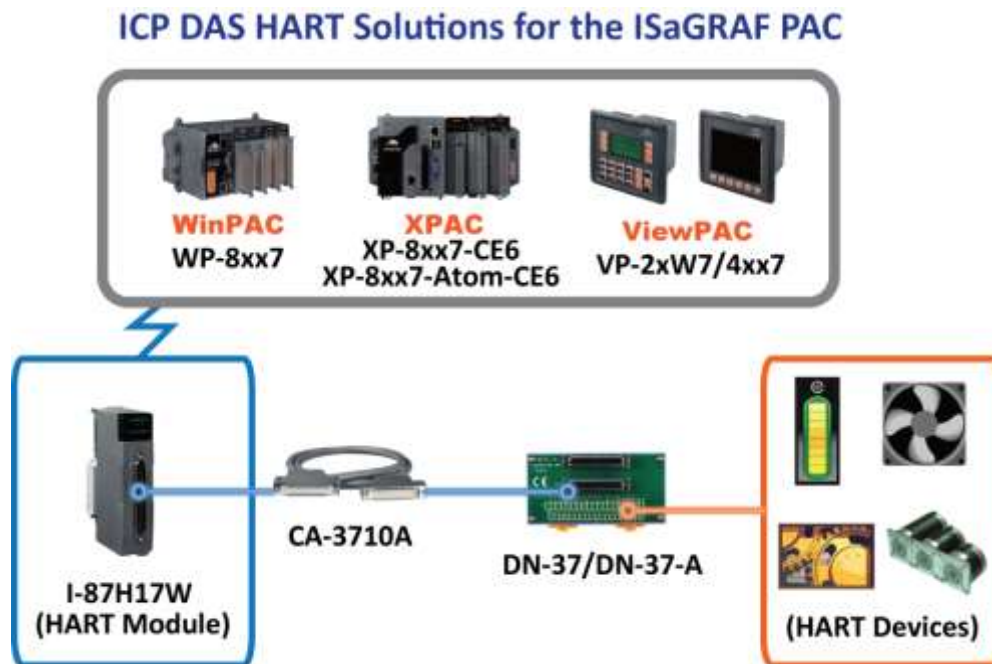 ICP DAS HART Solutions for the ISaGRAF PAC
WinPAC
WP-8xx7
XPAC
XP-8xx7-CE6
XP-8xx7-Atom-CE6
ViewPAC
VP-2xW7/4xx7
CA-3710A
DN-37/DN-37-A
I-87H17W
(HART Module)
(HART Devices)